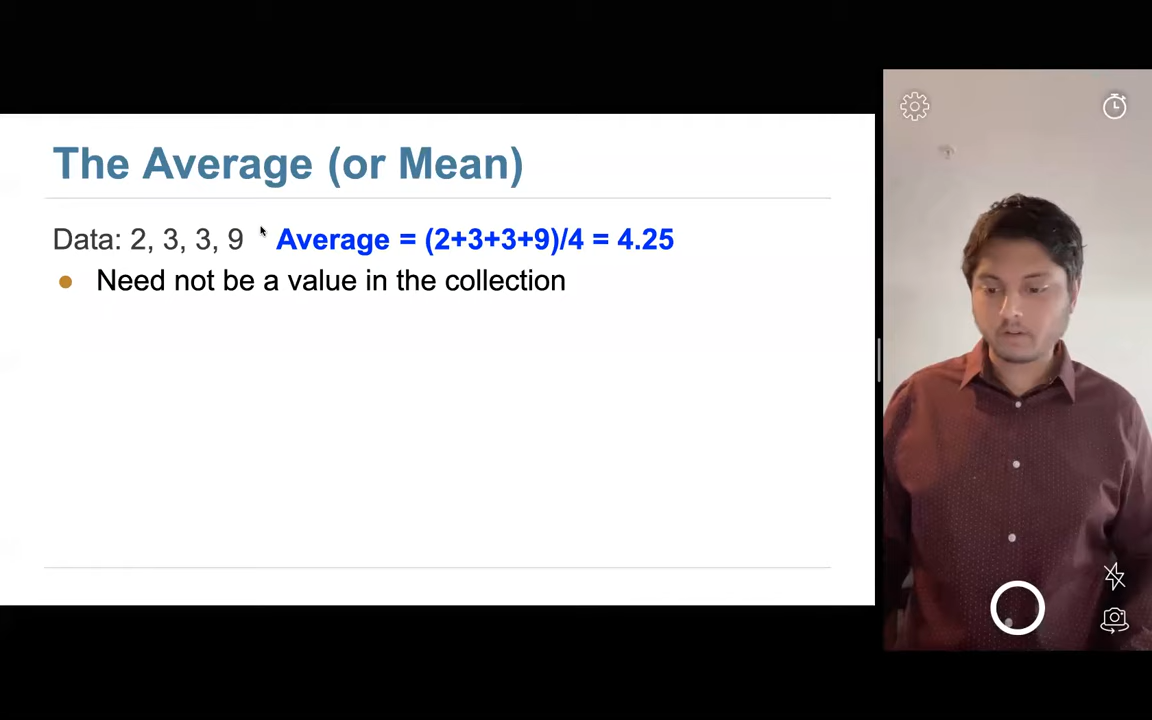 The Average (or Mean)
Data: 2, 3, 3, 9 Average = (2+3+3+9)/4 = 4.25
● Need not be a value in the collection